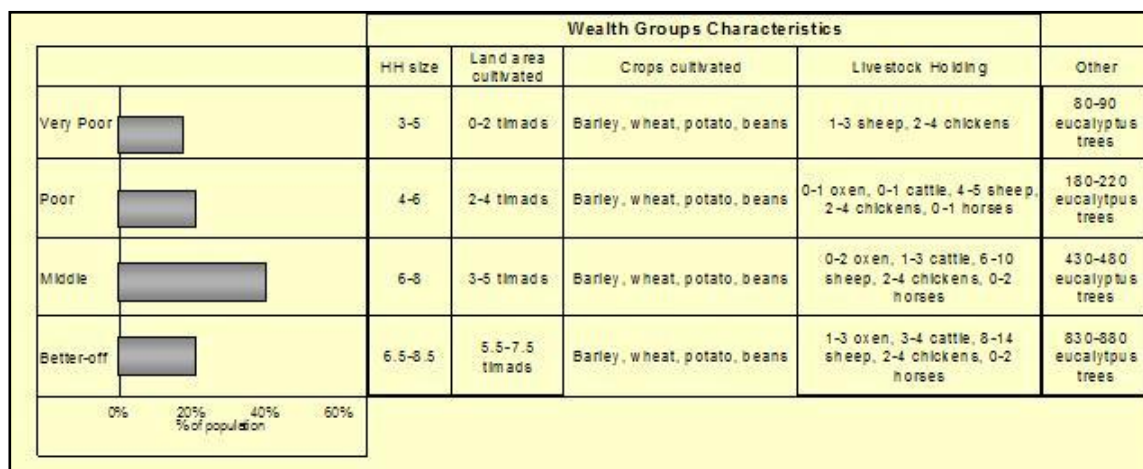 Wealth Groups Characteristics
HH size
Land area
cultivated
Crops cultivated
Livestock Holding
Other
Very Poor
3-5
0-2 timads
Barley, wheat, potato, beans
1-3 sheep, 2-4 chickens
80-90
eucalyptus
trees
Poor
4-6
2-4 timads
Barley, wheat, potato, beans
0-1 oxen, 0-1 cattle, 4-5 sheep,
2-4 chickens, 0-1 horses
180-220
eucalytpus
trees
Middle
6-8
3-5 timads
Barley, wheat, potato, beans
0-2 oxen, 1-3 cattle, 6-10
sheep, 2-4 chickens, 0-2
horses
430-480
eucalyptus
trees
Better-off
6.5-8.5
5.5-7.5
timads
Barley, wheat, potato, beans
1-3 oxen, 3-4 cattle, 8-14
sheep, 2-4 chickens, 0-2
horses
830-880
eucalytpus
trees
0% 20% 40% 60%
% of population